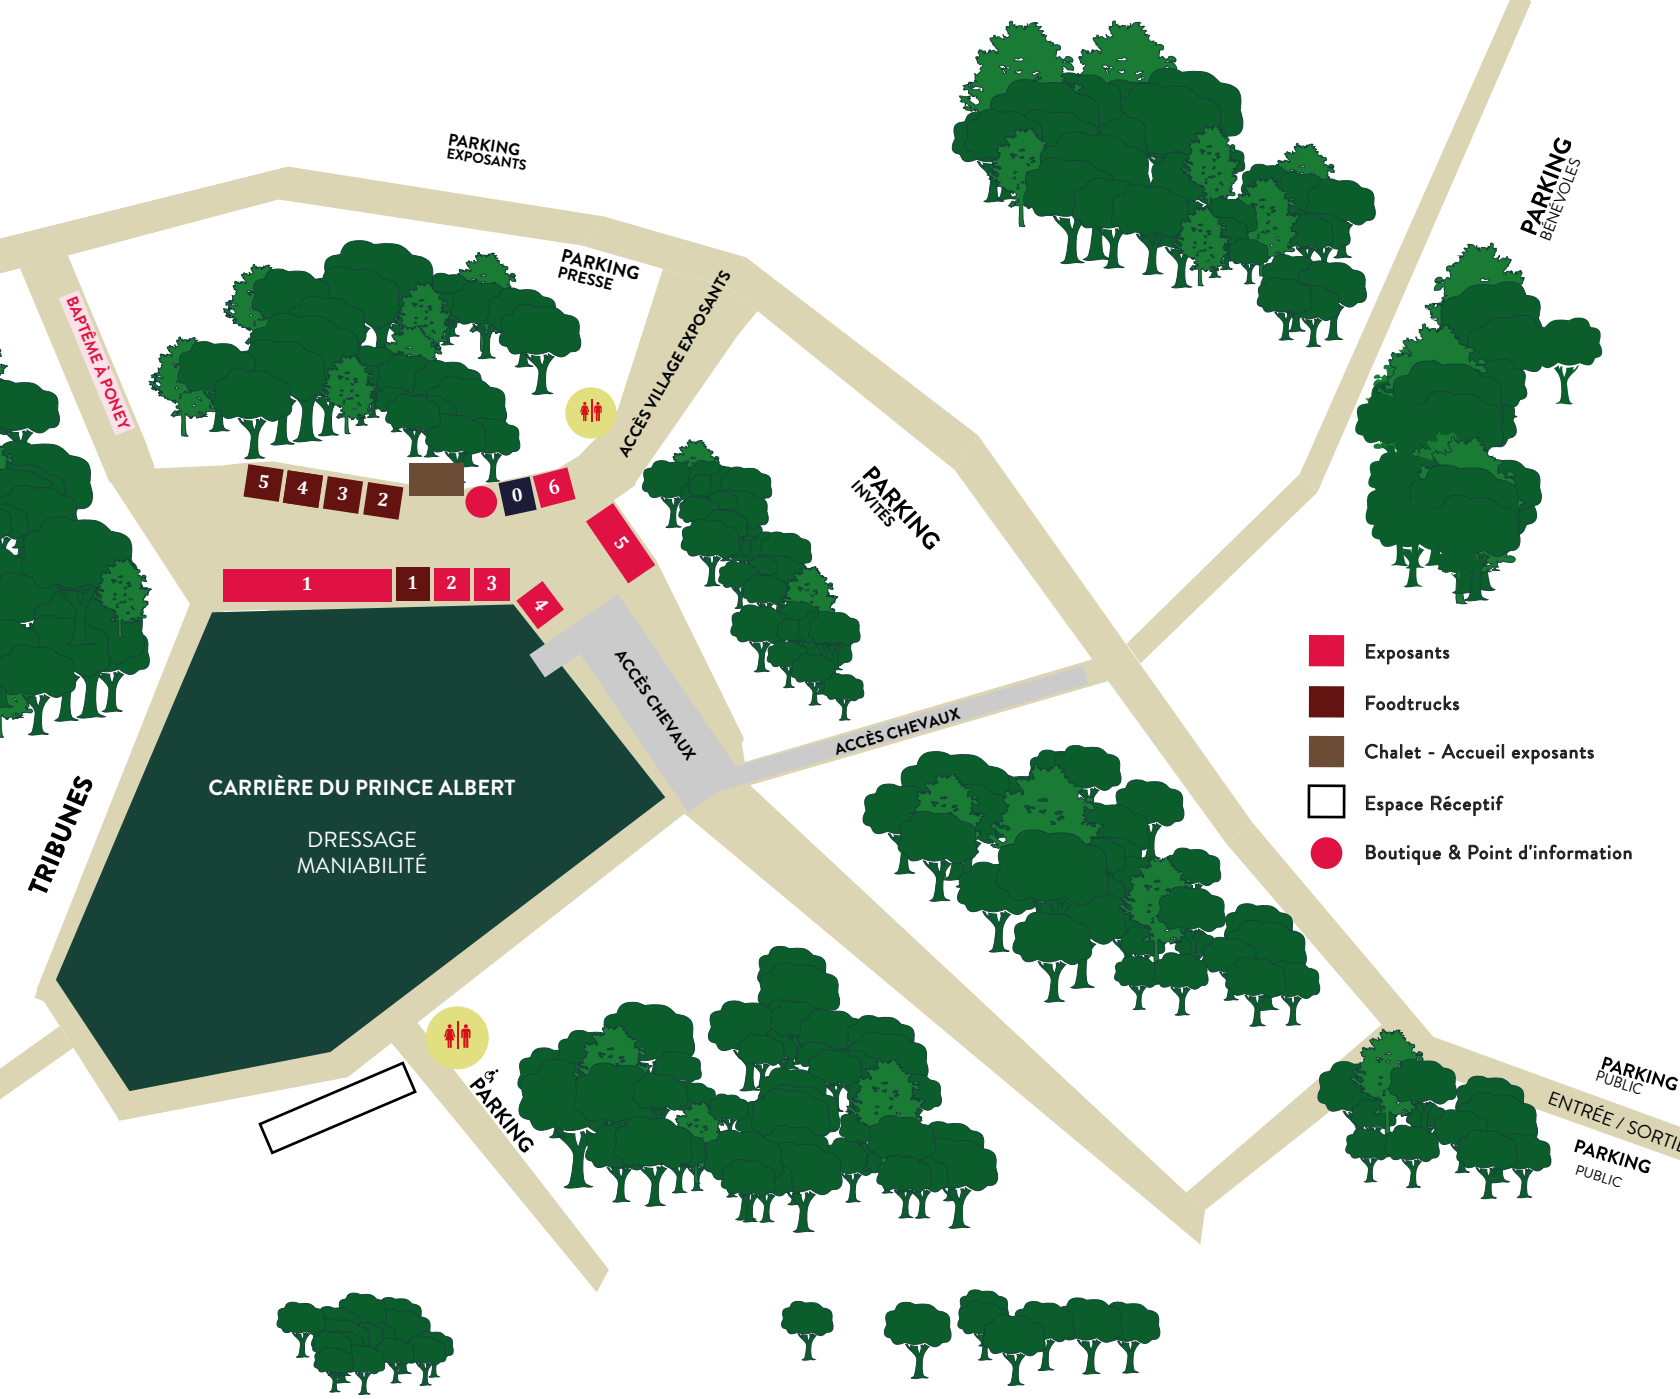 PARKING
EXPOSANTS
PARKING
BÉNÉVOLES
PARKING
PRESSE
BAPTÊME À PONEY
ACCÈS VILLAGE EXPOSANTS
PARKING
INVITÉS
5
4
3
2
0
6
5
1
1
2
3
4
ACCÈS CHEVAUX
ACCÈS CHEVAUX
Exposants
Foodtrucks
Chalet - Accueil exposants
Espace Réceptif
Boutique & Point d'information
CARRIÈRE DU PRINCE ALBERT
DRESSAGE
MANIABILITÉ
TRIBUNES
PARKING
PARKING
PUBLIC
ENTRÉE / SORTIE
PARKING
PUBLIC